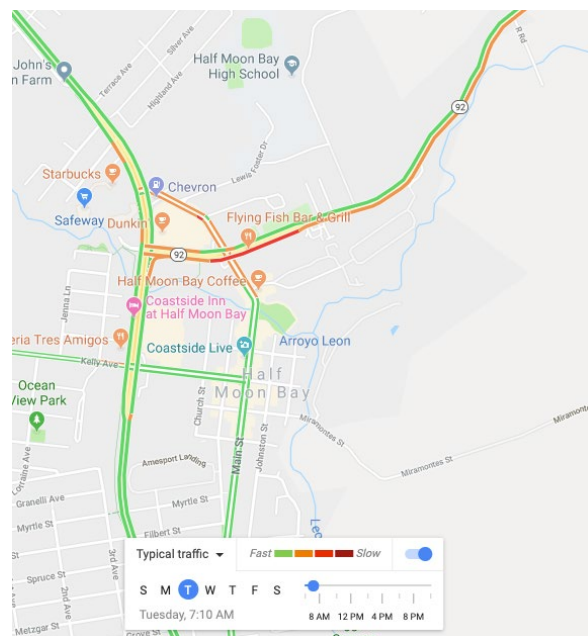 John's
n Farm
Silver Ave
Terrace Ave
Highland Ave
Half Moon Bay
High School
R Rd
92
Lewis Foster Dr
Starbucks
Chevron
Safeway
Dunkin'
Flying Fish Bar & Grill
92
Half Moon Bay Coffee
Jenna Ln
Coastside Inn
at Half Moon Bay
eria Tres Amigos
Coastside Live
Arroyo Leon
Kelly Ave
Half
Moon Bay
Ocean
View Park
Church St
Miramontes St
Miramontes St
Miramontes
Lorraine Ave
Amesport Landing
Main St
Johnston St
Granelli Ave
Myrtle St
Myrtle St
Filbert St
3rd Ave
Spruce St
2nd Ave
Metzgar St
Grove St
Typical traffic
Fast
Slow
S M T W T F S
8 AM 12 PM 4 PM 8 PM
Tuesday, 7:10 AM